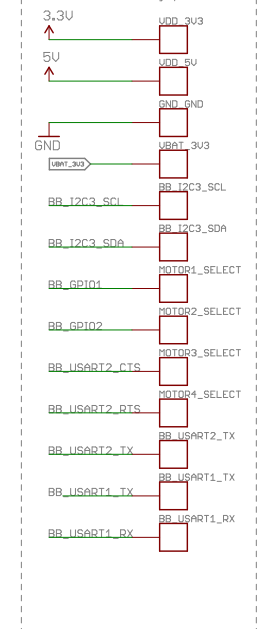 3.3V
VDD_3V3
5V
VDD_5V
GND_GND
GND
VBAT_3V3
VBAT_3V3
BB_I2C3_SCL
BB_I2C3_SCL
BB_I2C3_SDA
BB_I2C3_SDA
MOTOR1_SELECT
BB_GPIO1
MOTOR2_SELECT
BB_GPIO2
MOTOR3_SELECT
BB_USART2_CTS
MOTOR4_SELECT
BB_USART2_RTS
BB_USART2_TX
BB_USART2_TX
BB_USART1_TX
BB_USART1_TX
BB_USART1_RX
BB_USART1_RX